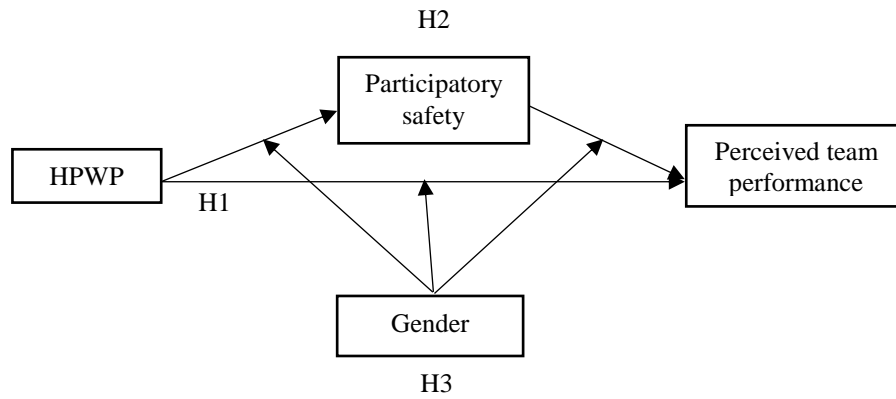 H2
Participatory
safety
Perceived team
performance
HPWP
H1
Gender
H3